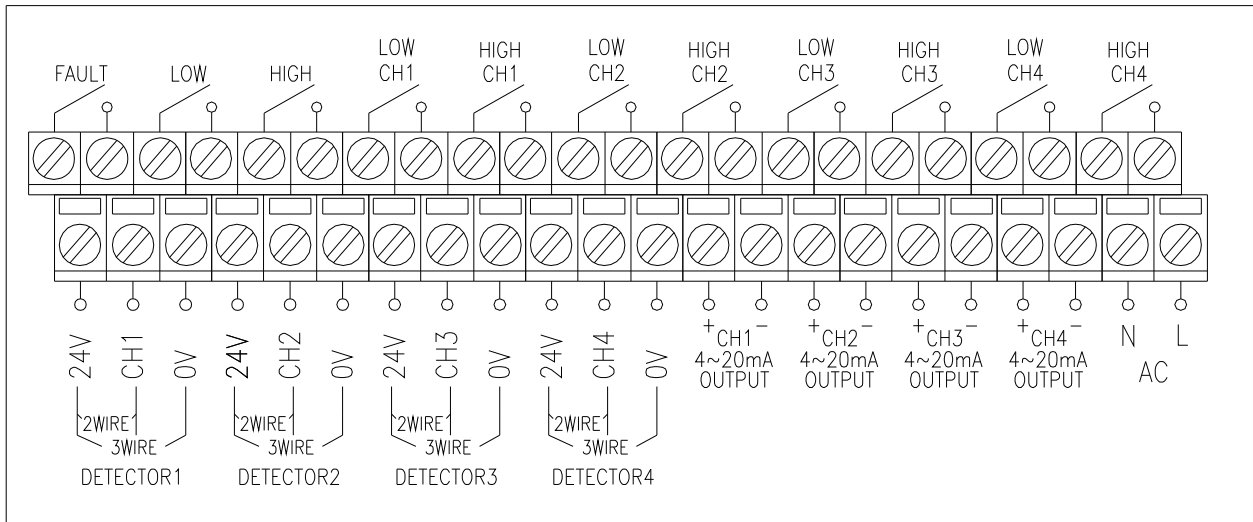 LOW HIGH LOW HIGH LOW HIGH LOW HIGH
FAULT LOW HIGH CH1 CH1 CH2 CH2 CH3 CH3 CH4 CH4
24V CH1 0V 24V CH2 0V 24V CH3 0V 24V CH4 0V + CH1 - + CH2 - + CH3 - + CH4 - N L
4~20mA 4~20mA 4~20mA 4~20mA
OUTPUT OUTPUT OUTPUT OUTPUT AC
2WIRE 2WIRE 2WIRE 2WIRE
3WIRE 3WIRE 3WIRE 3WIRE
DETECTOR1 DETECTOR2 DETECTOR3 DETECTOR4